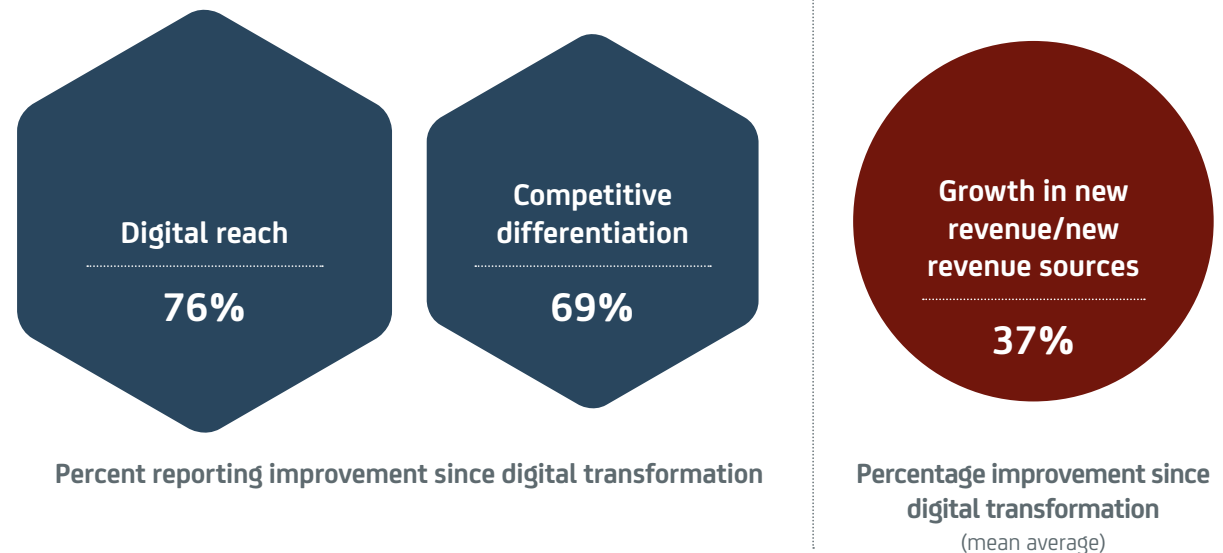 Digital reach
76%
Competitive
differentiation
69%
Percent reporting improvement since digital transformation
Growth in new
revenue/new
revenue sources
37%
Percentage improvement since
digital transformation
(mean average)